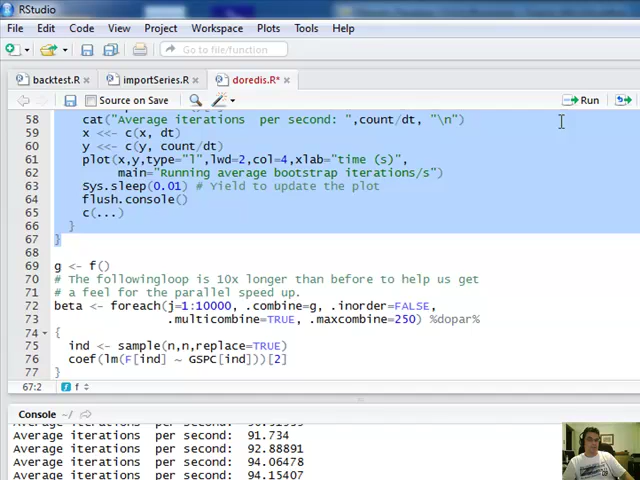 RStudio
File Edit Code View Project Workspace Plots Tools Help
Go to file/function
backtest.R importSeries.R doredis.R*
Source on Save Run
58 cat("Average iterations per second: ",count/dt, "\n")
59 x <<- c(x, dt)
60 y <<- c(y, count/dt)
61 plot(x,y,type="l",lwd=2,col=4,xlab="time (s)",
62 main="Running average bootstrap iterations/s")
63 Sys.sleep(0.01) # Yield to update the plot
64 flush.console()
65 c(...)
66 }
67 }
68
69 g <- f()
70 # The followingloop is 10x longer than before to help us get
71 # a feel for the parallel speed up.
72 beta <- foreach(j=1:10000, .combine=g, .inorder=FALSE,
73 .multicombine=TRUE, .maxcombine=250) %dopar%
74 {
75 ind <- sample(n,n,replace=TRUE)
76 coef(lm(F[ind] ~ GSPC[ind]))[2]
77 }
67:2 f
Console ~/
Average iterations per second:
Average iterations per second: 91.734
Average iterations per second: 92.88891
Average iterations per second: 94.06478
Average iterations per second: 94.15407